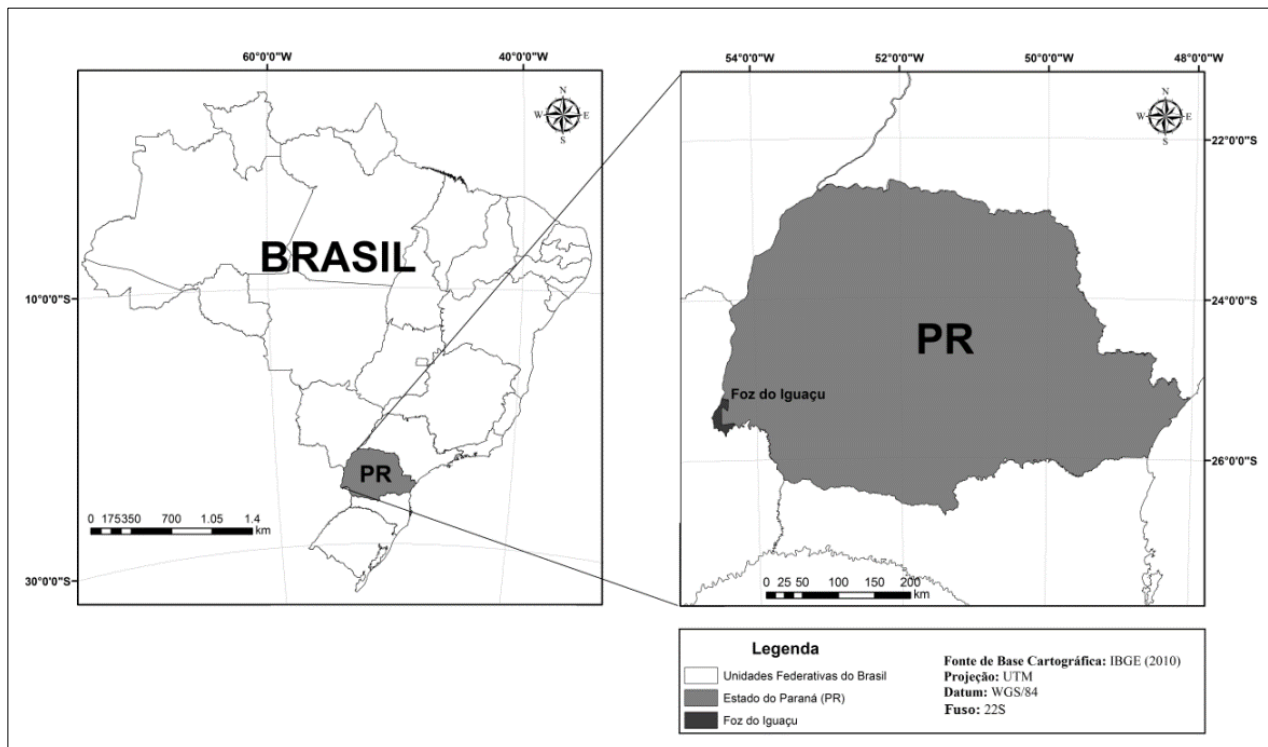 60°0'0"W 40°0'0"W
N
W E
S
BRASIL
10°0'0"S
PR
0 175350 700 1.05 1.4
km
30°0'0"S
54°0'0"W 52°0'0"W 50°0'0"W 48°0'0"W
N
W E
S
22°0'0"S
24°0'0"S
PR
Foz do Iguaçu
26°0'0"S
0 25 50 100 150 200
km
Legenda
Unidades Federativas do Brasil
Estado do Paraná (PR)
Foz do Iguaçu
Fonte de Base Cartográfica: IBGE (2010)
Projeção: UTM
Datum: WGS/84
Fuso: 22S